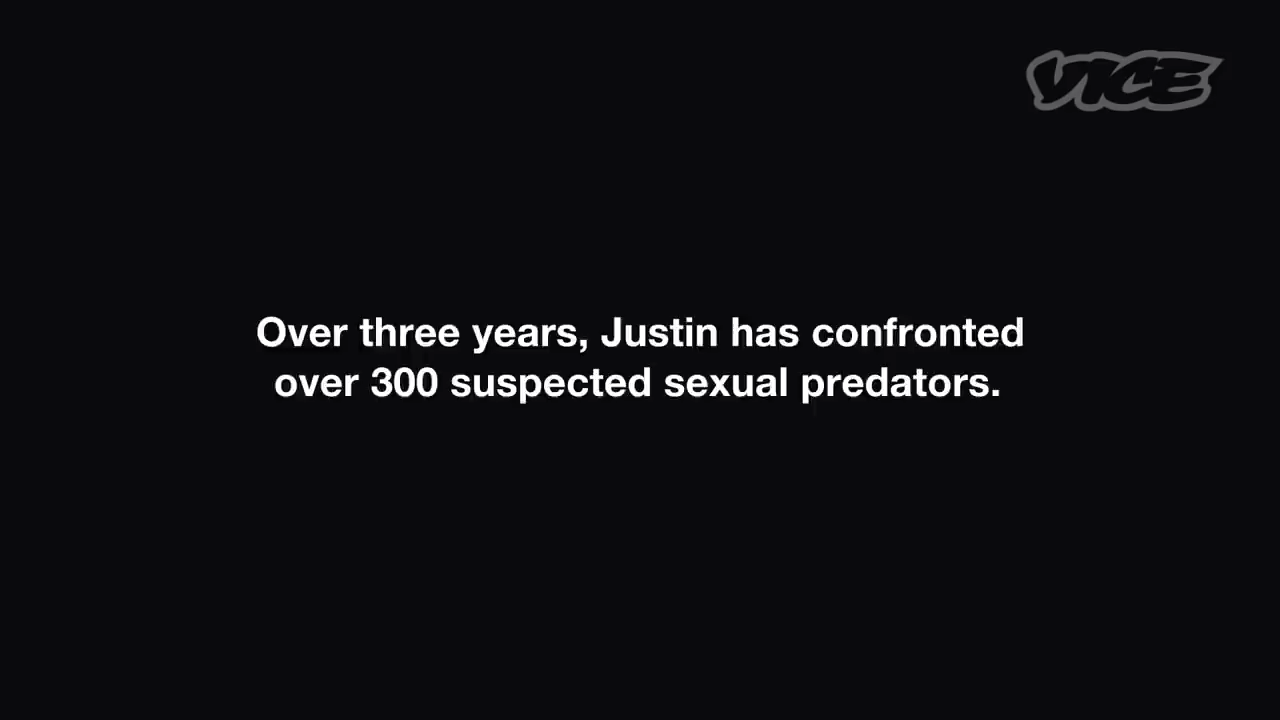 VICE
Over three years, Justin has confronted
over 300 suspected sexual predators.